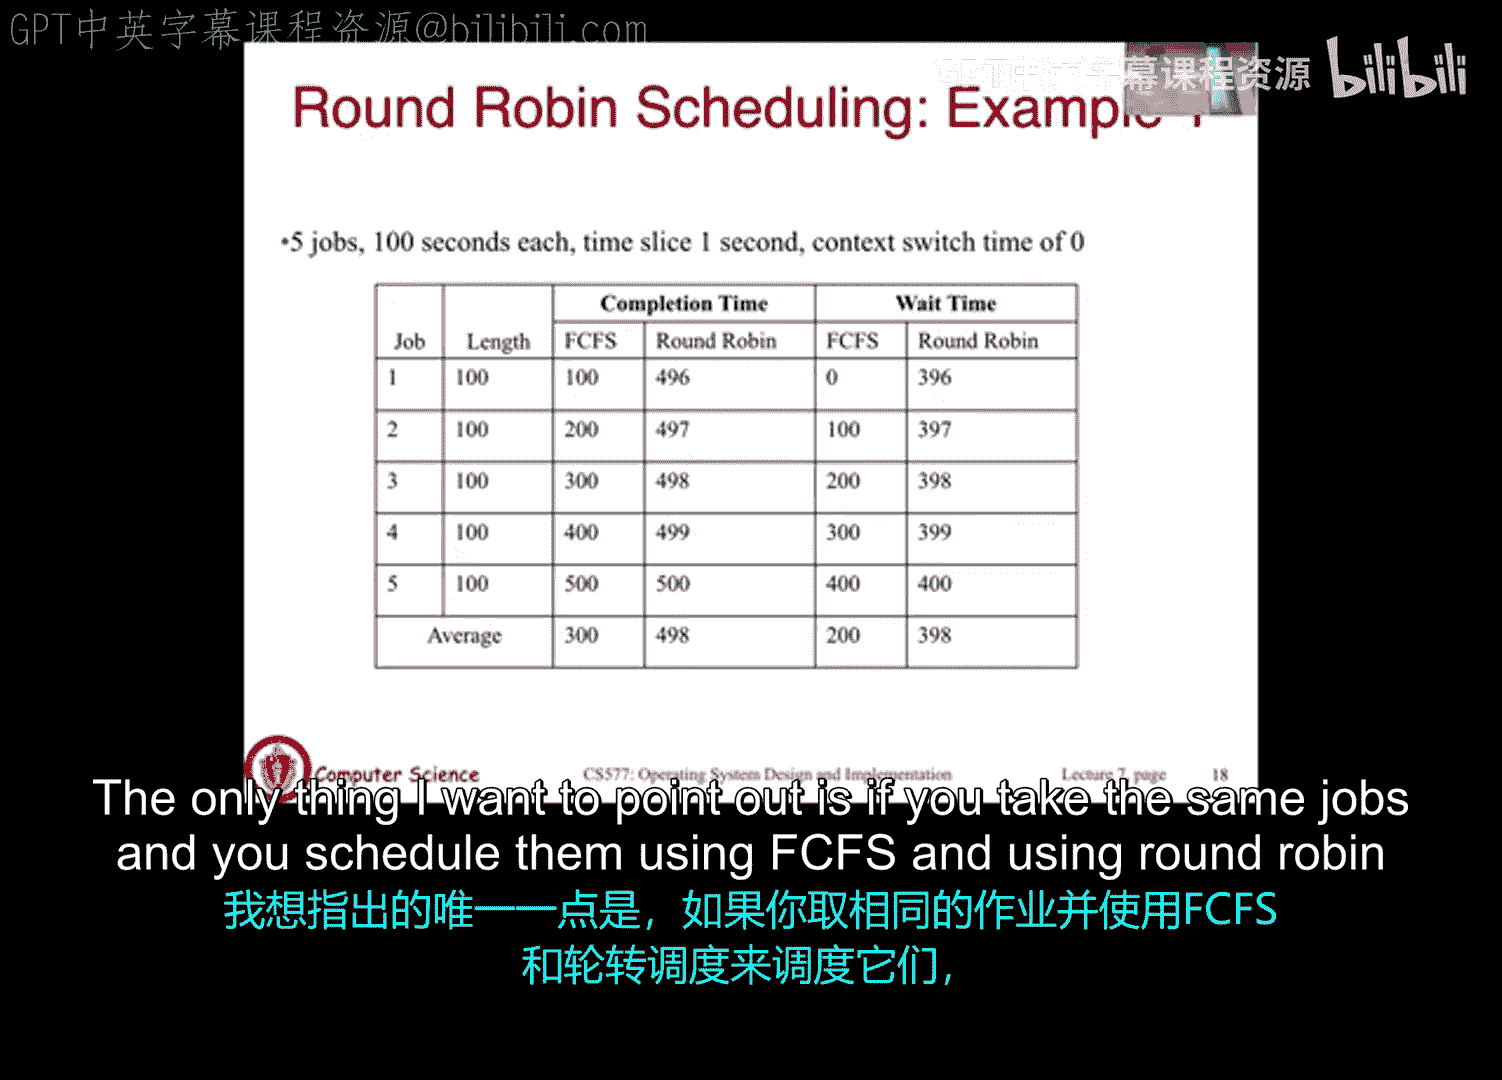 GPT中英字幕课程资源@bilibili.com
字幕课程资源 bilibili
Round Robin Scheduling: Example 1
•5 jobs, 100 seconds each, time slice 1 second, context switch time of 0
Completion Time Wait Time
Job Length FCFS Round Robin FCFS Round Robin
1 100 100 496 0 396
2 100 200 497 100 397
3 100 300 498 200 398
4 100 400 499 300 399
5 100 500 500 400 400
Average 300 498 200 398
Computer Science CS577: Operating System Design and Implementation Lecture 7, page 18
The only thing I want to point out is if you take the same jobs
and you schedule them using FCFS and using round robin
我想指出的唯一一点是，如果你取相同的作业并使用FCFS
和轮转调度来调度它们，